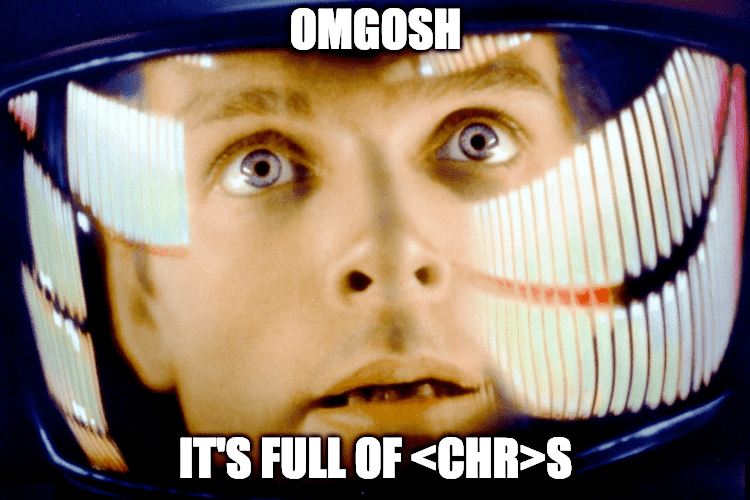 OMGOSH
IT'S FULL OF <CHR>S